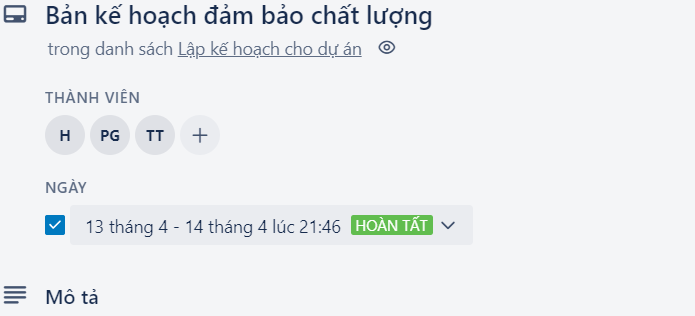 Bản kế hoạch đảm bảo chất lượng
trong danh sách Lập kế hoạch cho dự án
THÀNH VIÊN
H PG TT
NGÀY
13 tháng 4 - 14 tháng 4 lúc 21:46 HOÀN TẤT
Mô tả